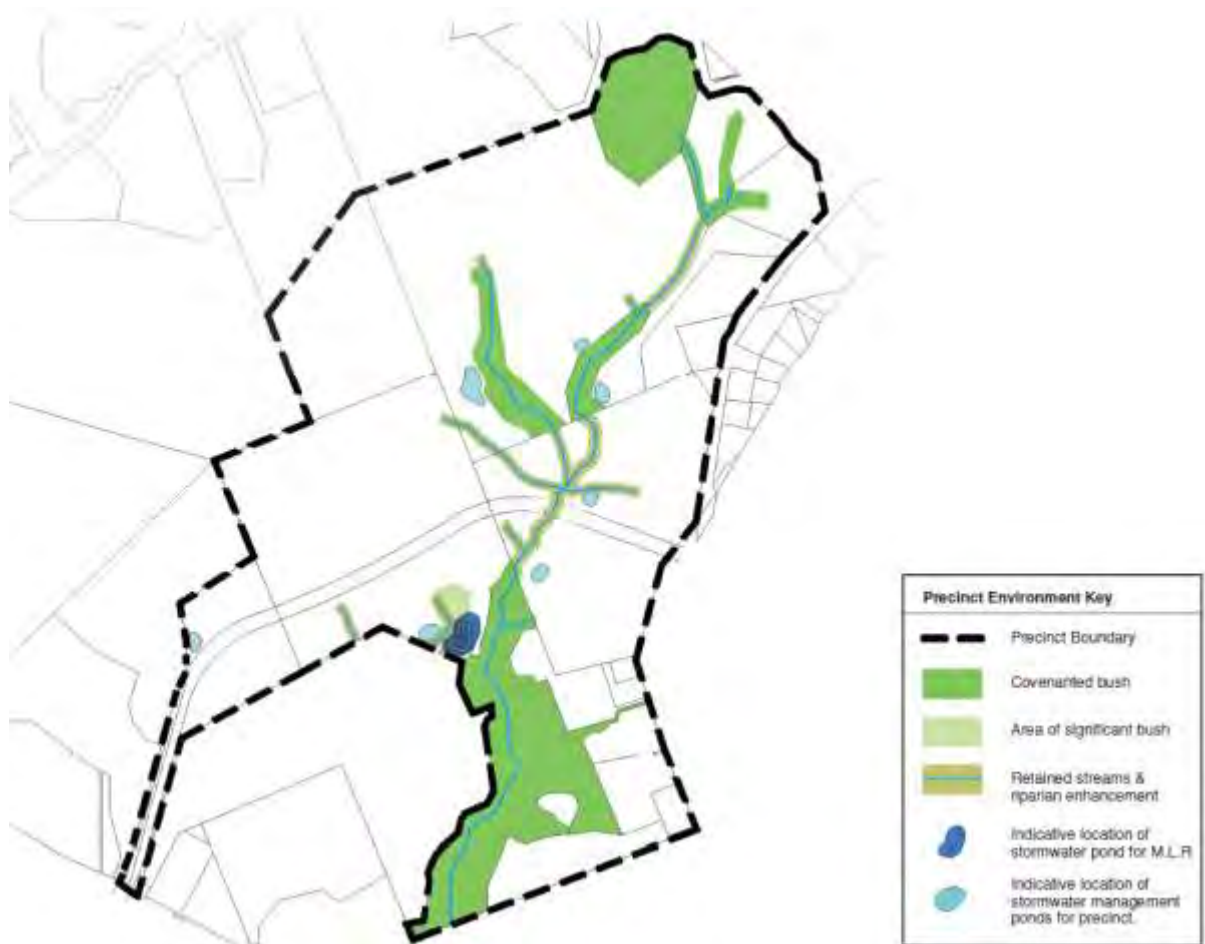 Precinct Environment Key
Precinct Boundary
Covenanted bush
Area of significant bush
Retained streams &
riparian enhancement
Indicative location of
stormwater pond for M.L.R
Indicative location of
stormwater management
ponds for precinct.